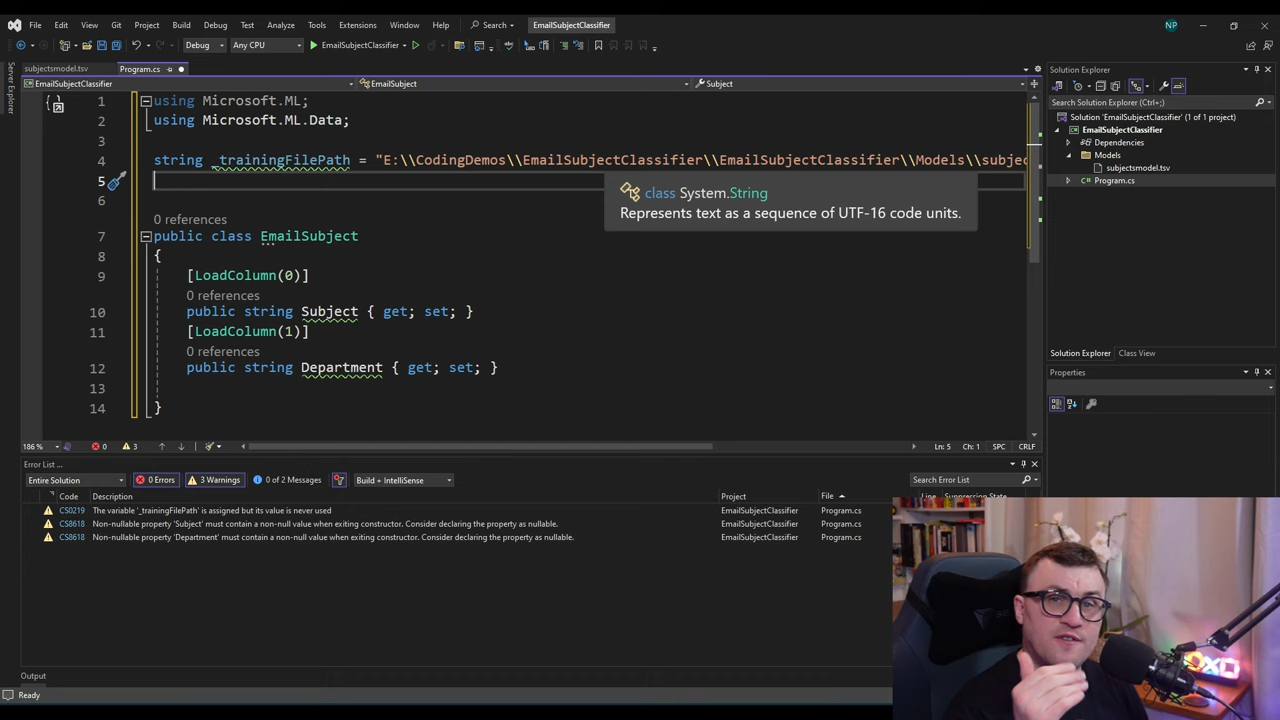 File Edit View Git Project Build Debug Test Analyze Tools Extensions Window Help Search EmailSubjectClassifier NP
Debug Any CPU EmailSubjectClassifier
Server Explorer
subjectsmodel.tsv Program.cs
EmailSubjectClassifier EmailSubject Subject
1 using Microsoft.ML;
2 using Microsoft.ML.Data;
3
4 string _trainingFilePath = "E:\\CodingDemos\\EmailSubjectClassifier\\EmailSubjectClassifier\\Models\\subjec
5
class System.String
Represents text as a sequence of UTF-16 code units.
6
0 references
7 public class EmailSubject
8 {
9 [LoadColumn(0)]
0 references
10 public string Subject { get; set; }
11 [LoadColumn(1)]
0 references
12 public string Department { get; set; }
13
14 }
186 % 0 3 Ln: 5 Ch: 1 SPC CRLF
Solution Explorer
Search Solution Explorer (Ctrl+;)
Solution 'EmailSubjectClassifier' (1 of 1 project)
EmailSubjectClassifier
Dependencies
Models
subjectsmodel.tsv
Program.cs
Solution Explorer Class View
Properties
Error List ...
Entire Solution 0 Errors 3 Warnings 0 of 2 Messages Build + IntelliSense Search Error List
Code Description Project File Line Suppression State
CS0219 The variable '_trainingFilePath' is assigned but its value is never used EmailSubjectClassifier Program.cs
CS8618 Non-nullable property 'Subject' must contain a non-null value when exiting constructor. Consider declaring the property as nullable. EmailSubjectClassifier Program.cs
CS8618 Non-nullable property 'Department' must contain a non-null value when exiting constructor. Consider declaring the property as nullable. EmailSubjectClassifier Program.cs
Output
Ready